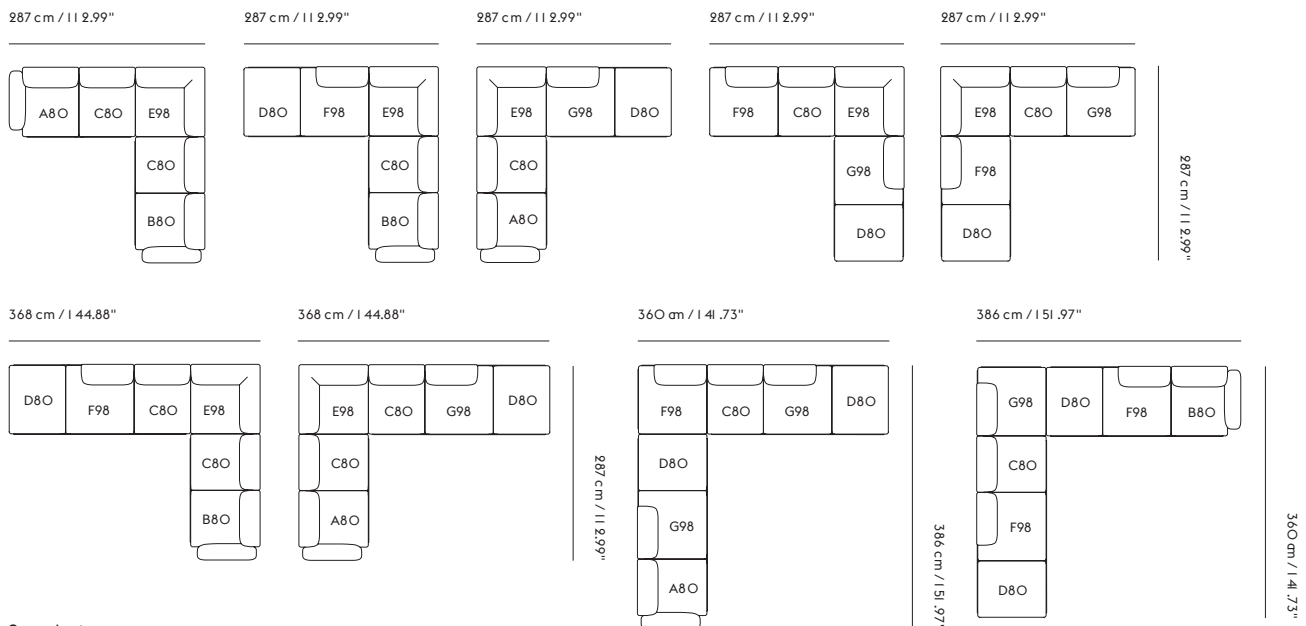 287 cm / 112.99" 287 cm / 112.99" 287 cm / 112.99" 287 cm / 112.99" 287 cm / 112.99"
A80 C80 E98
C80
B80
D80 F98 E98
C80
B80
E98 G98 D80
C80
A80
F98 C80 E98
G98
D80
E98 C80 G98
F98
D80
287 cm / 112.99"
368 cm / 144.88" 368 cm / 144.88" 360 cm / 141.73" 386 cm / 151.97"
D80 F98 C80 E98
C80
B80
E98 C80 G98 D80
C80
A80
287 cm / 112.99"
F98 C80 G98 D80
D80
G98
A80
386 cm / 151.97"
G98 D80 F98 B80
C80
F98
D80
360 cm / 141.73"